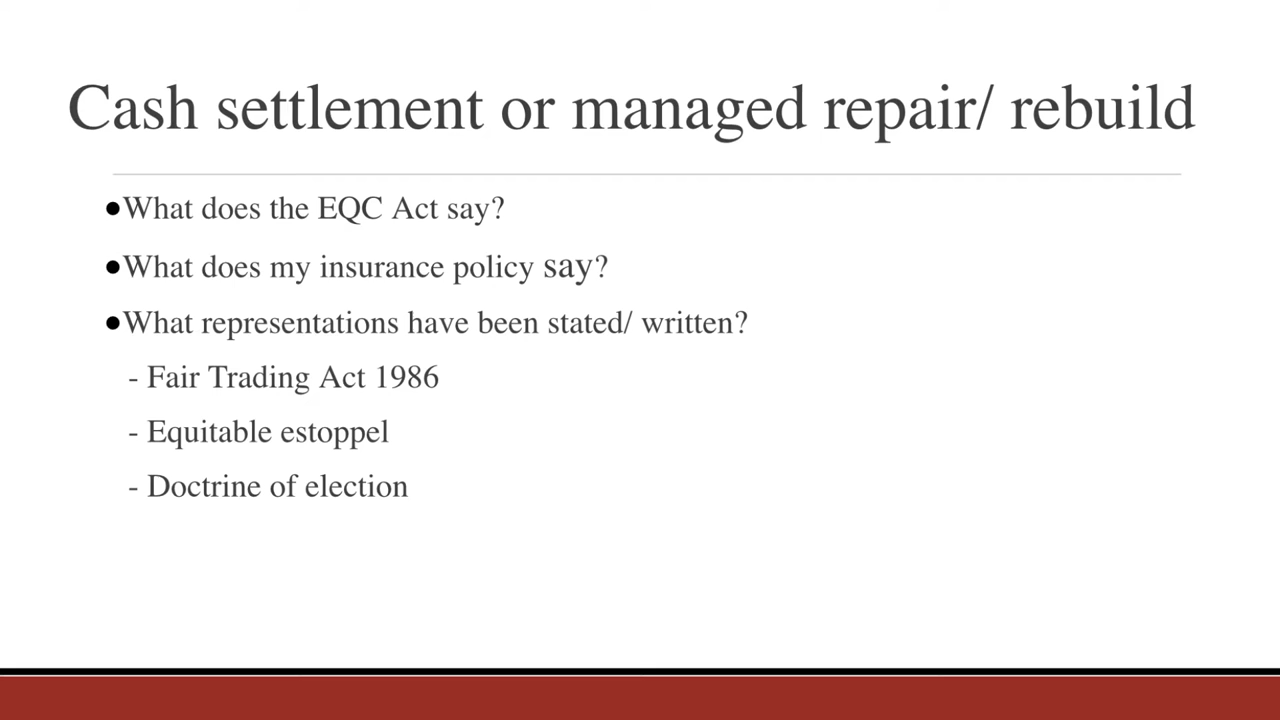 Cash settlement or managed repair/ rebuild
●What does the EQC Act say?
●What does my insurance policy say?
●What representations have been stated/ written?
- Fair Trading Act 1986
- Equitable estoppel
- Doctrine of election